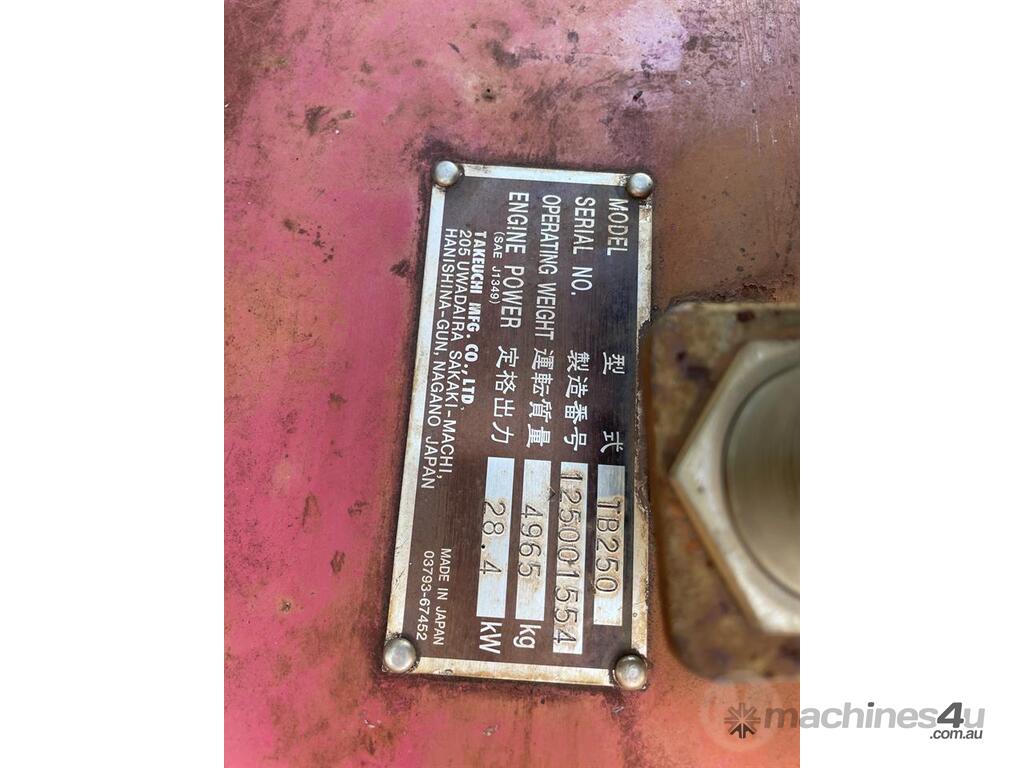 MODEL 型式 TB250
SERIAL NO. 製造番号 125001554
OPERATING WEIGHT 運転質量 4965 kg
ENGINE POWER 定格出力 28.4 kW
(SAE J1349)
TAKEUCHI MFG. CO., LTD.
205 UWADAIRA SAKAKI-MACHI,
HANISHINA-GUN, NAGANO JAPAN
MADE IN JAPAN
03793-67452
machines4u
.com.au